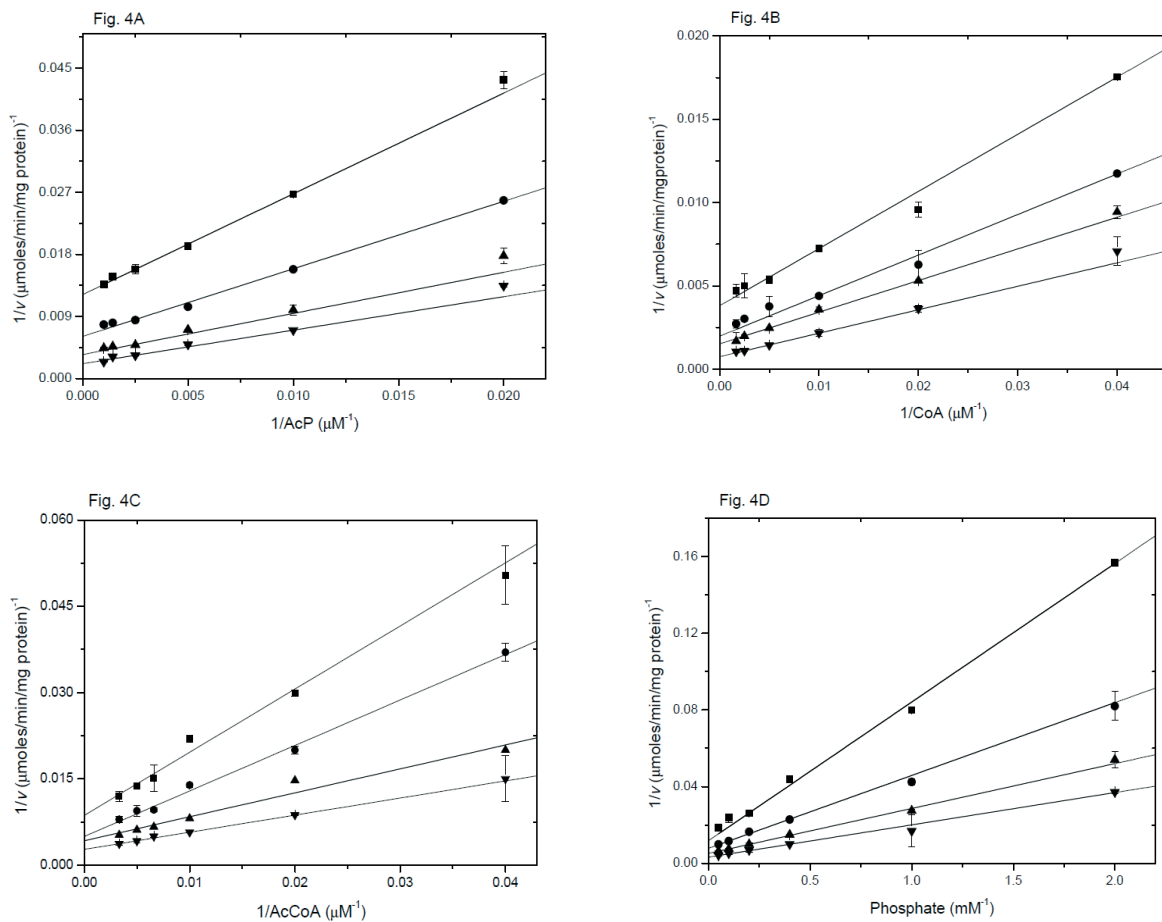 Fig. 4A
0.045
0.036
0.027
0.018
0.009
0.000
1/v (μmoles/min/mg protein)⁻¹
0.000 0.005 0.010 0.015 0.020
1/AcP (μM⁻¹)
Fig. 4B
0.020
0.015
0.010
0.005
0.000
1/v (μmoles/min/mgprotein)⁻¹
0.00 0.01 0.02 0.03 0.04
1/CoA (μM⁻¹)
Fig. 4C
0.060
0.045
0.030
0.015
0.000
1/v (μmoles/min/mg protein)⁻¹
0.00 0.01 0.02 0.03 0.04
1/AcCoA (μM⁻¹)
Fig. 4D
0.16
0.12
0.08
0.04
0.00
1/v (μmoles/min/mg protein)⁻¹
0.0 0.5 1.0 1.5 2.0
Phosphate (mM⁻¹)